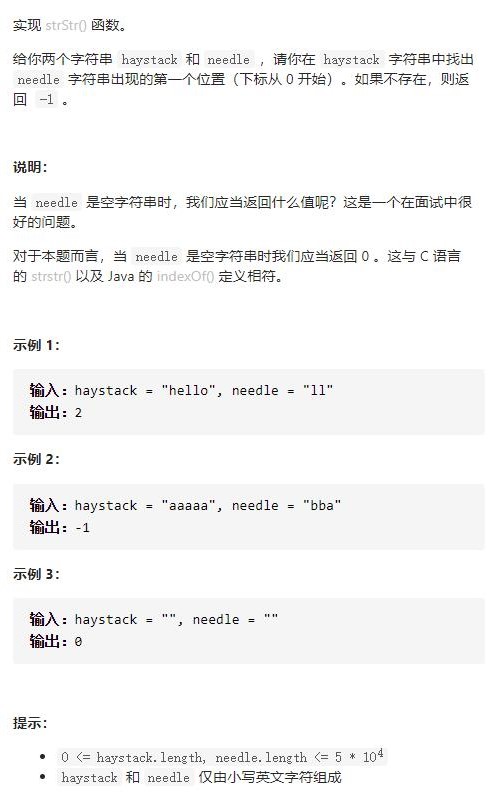 实现 strStr() 函数。
给你两个字符串 haystack 和 needle ，请你在 haystack 字符串中找出
needle 字符串出现的第一个位置（下标从 0 开始）。如果不存在，则返
回 -1 。
说明：
当 needle 是空字符串时，我们应当返回什么值呢？这是一个在面试中很
好的问题。
对于本题而言，当 needle 是空字符串时我们应当返回 0 。这与 C 语言
的 strstr() 以及 Java 的 indexOf() 定义相符。
示例 1：
输入：haystack = "hello", needle = "ll"
输出：2
示例 2：
输入：haystack = "aaaaa", needle = "bba"
输出：-1
示例 3：
输入：haystack = "", needle = ""
输出：0
提示：
• 0 <= haystack.length, needle.length <= 5 * 10⁴
• haystack 和 needle 仅由小写英文字符组成